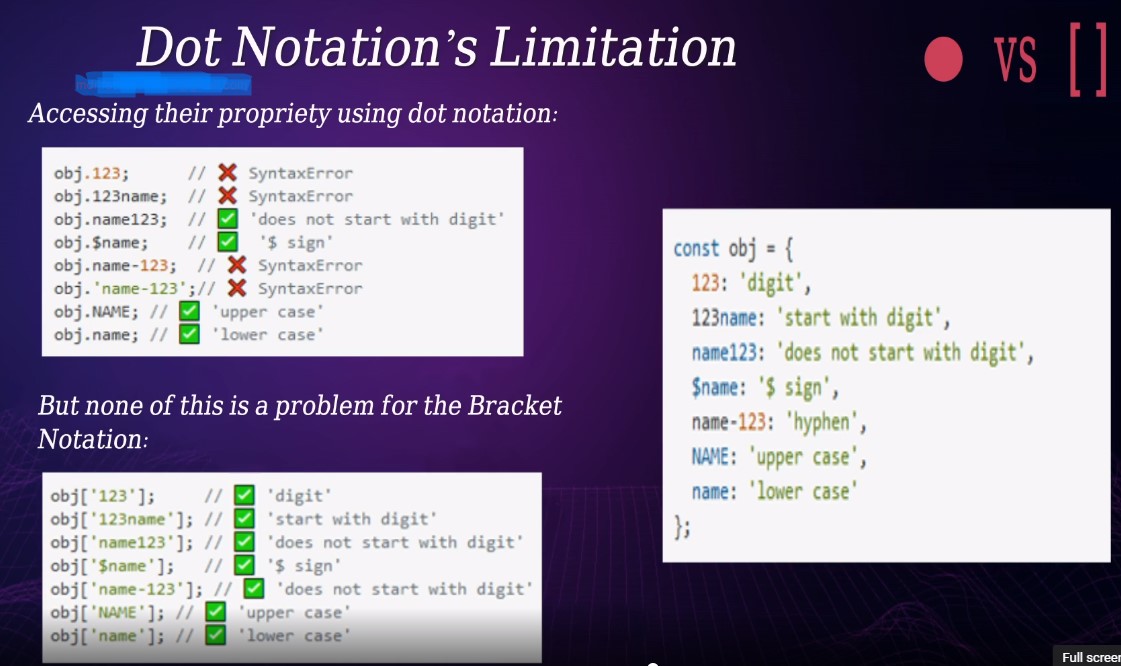 Dot Notation's Limitation
VS [ ]
Accessing their propriety using dot notation:
obj.123; // ❌ SyntaxError
obj.123name; // ❌ SyntaxError
obj.name123; // ✅ 'does not start with digit'
obj.$name; // ✅ '$ sign'
obj.name-123; // ❌ SyntaxError
obj.'name-123';// ❌ SyntaxError
obj.NAME; // ✅ 'upper case'
obj.name; // ✅ 'lower case'
But none of this is a problem for the Bracket
Notation:
obj['123']; // ✅ 'digit'
obj['123name']; // ✅ 'start with digit'
obj['name123']; // ✅ 'does not start with digit'
obj['$name']; // ✅ '$ sign'
obj['name-123']; // ✅ 'does not start with digit'
obj['NAME']; // ✅ 'upper case'
obj['name']; // ✅ 'lower case'
const obj = {
123: 'digit',
123name: 'start with digit',
name123: 'does not start with digit',
$name: '$ sign',
name-123: 'hyphen',
NAME: 'upper case',
name: 'lower case'
};
Full screen